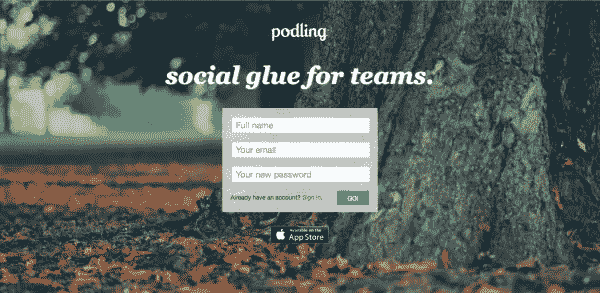 podling
social glue for teams.
Full name
Your email
Your new password
Already have an account? Sign in.
GO!
Available on the
App Store